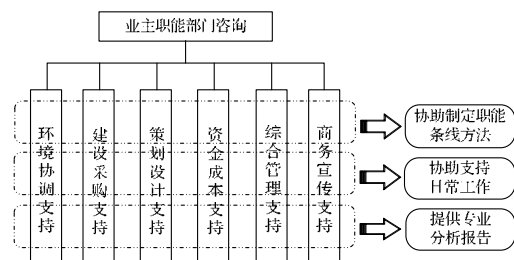 业主职能部门咨询
环境协调支持
建设采购支持
策划设计支持
资金成本支持
综合管理支持
商务宣传支持
协助制定职能
条线方法
协助支持
H常工作
提供专业
分析报告